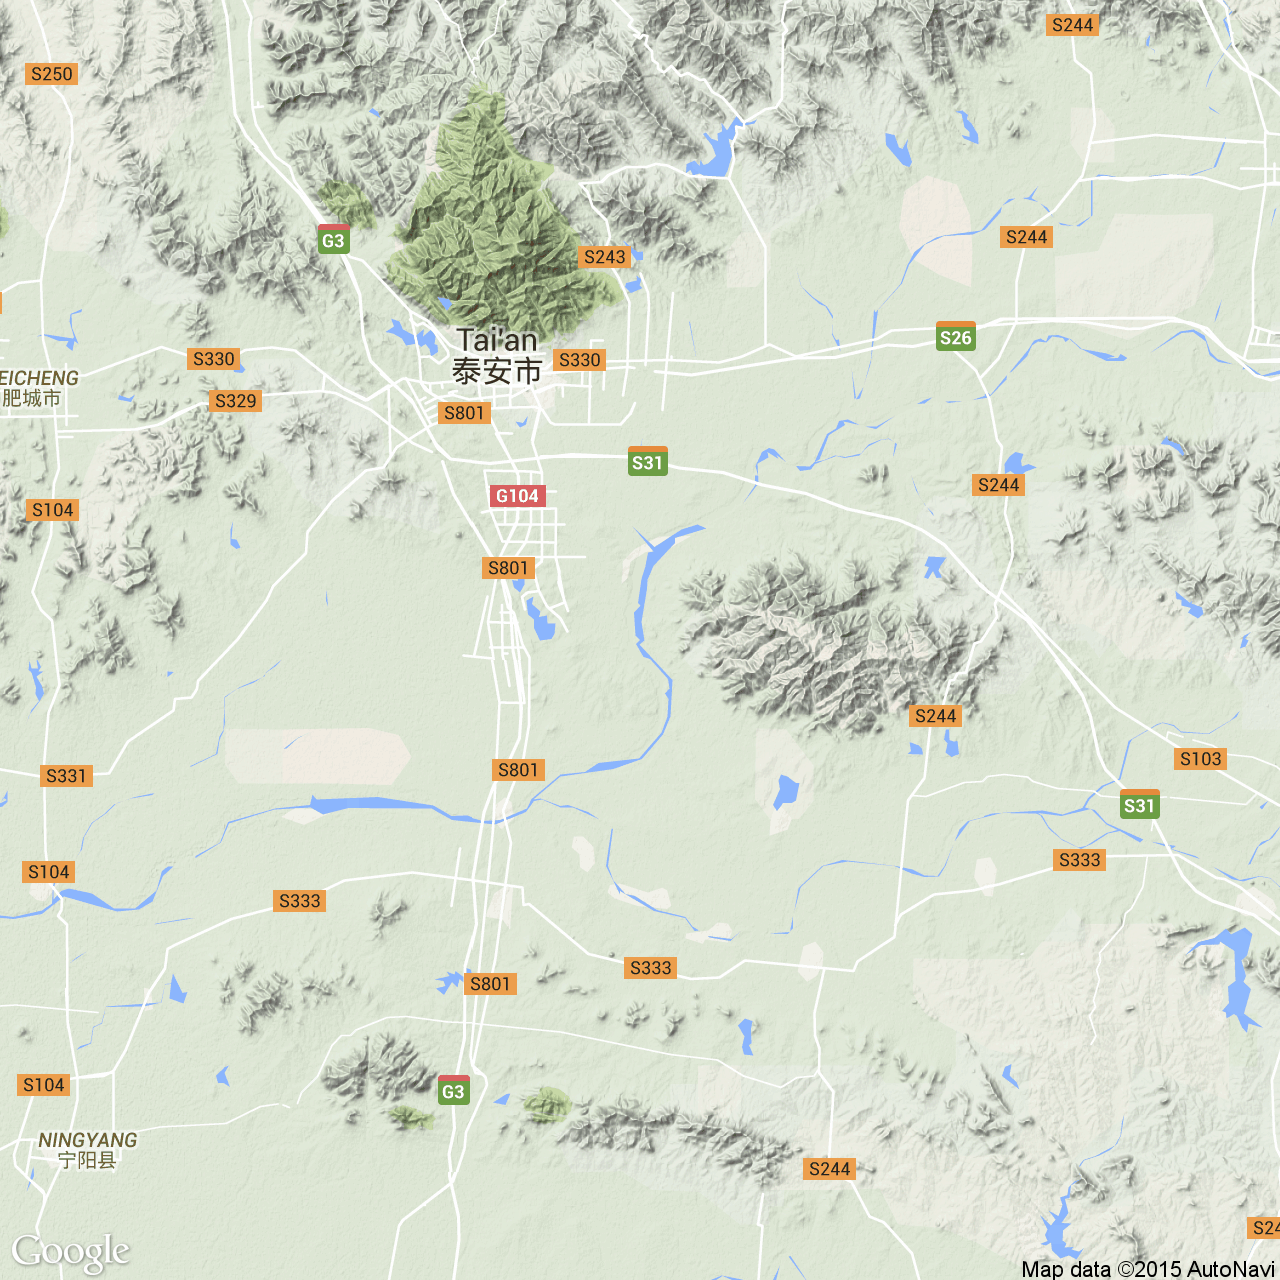 S244
S250
G3
S244
S243
S26
Tai'an
泰安市
S330
S330
EICHENG
肥城市
S329
S801
S31
S244
G104
S104
S801
S244
S103
S801
S331
S31
S333
S104
S333
S333
S801
S104
G3
NINGYANG
宁阳县
S244
S24
Google
Map data ©2015 AutoNavi